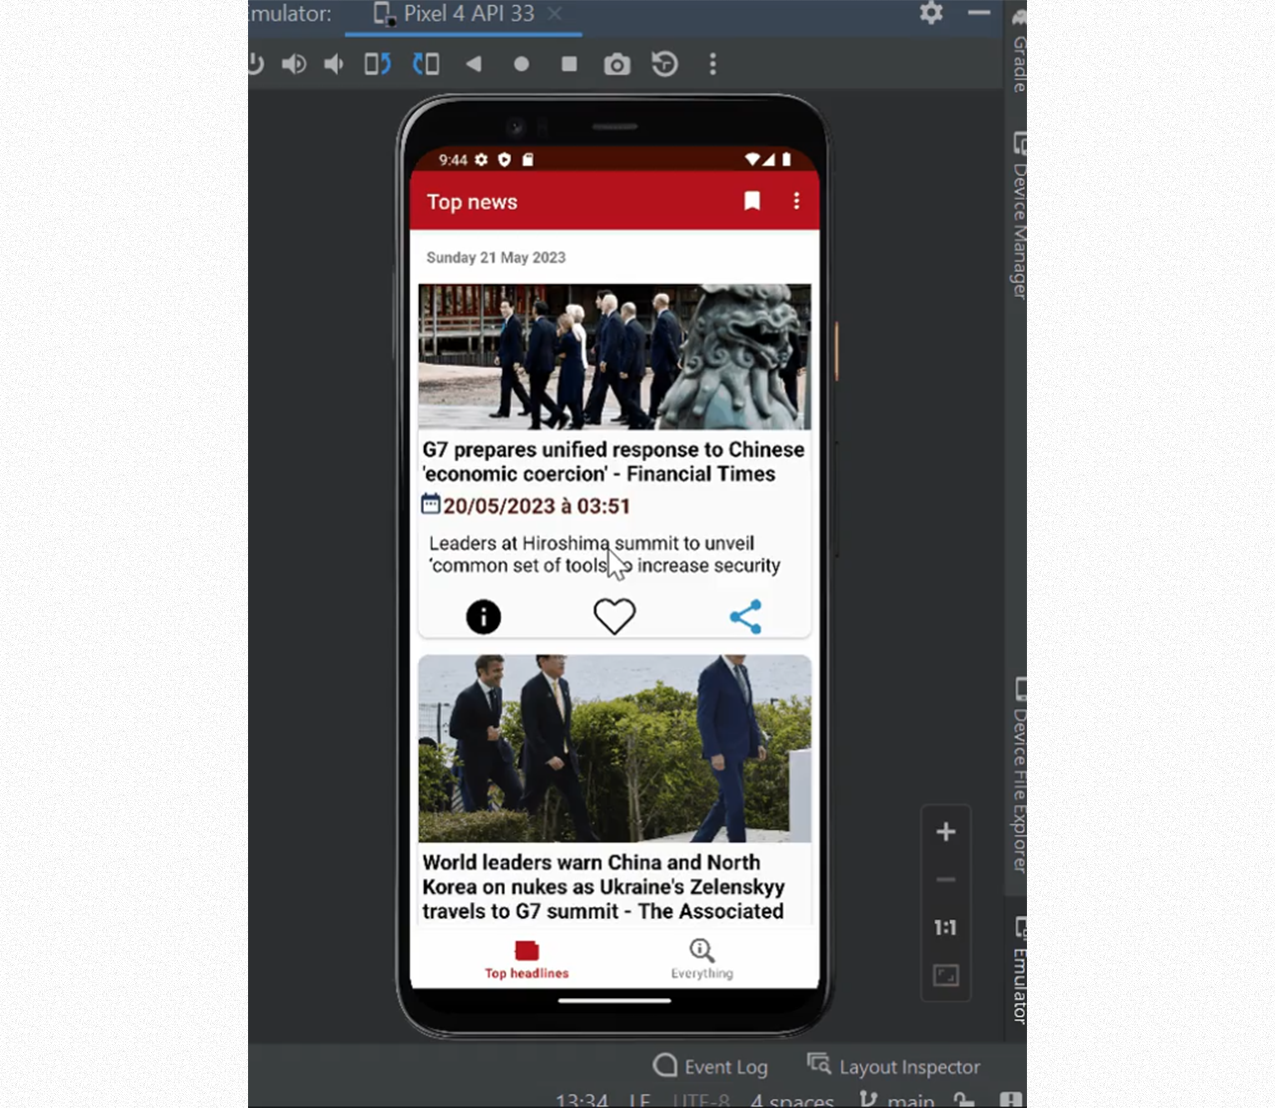 mulator:
Pixel 4 API 33
Gradle
Device Manager
9:44
Top news
Sunday 21 May 2023
G7 prepares unified response to Chinese
'economic coercion' - Financial Times
20/05/2023 à 03:51
Leaders at Hiroshima summit to unveil
‘common set of tools increase security
World leaders warn China and North
Korea on nukes as Ukraine's Zelenskyy
travels to G7 summit - The Associated
Top headlines
Everything
1:1
Device File Explorer
Emulator
Event Log
Layout Inspector
13:34 LF UTF-8 4 spaces main